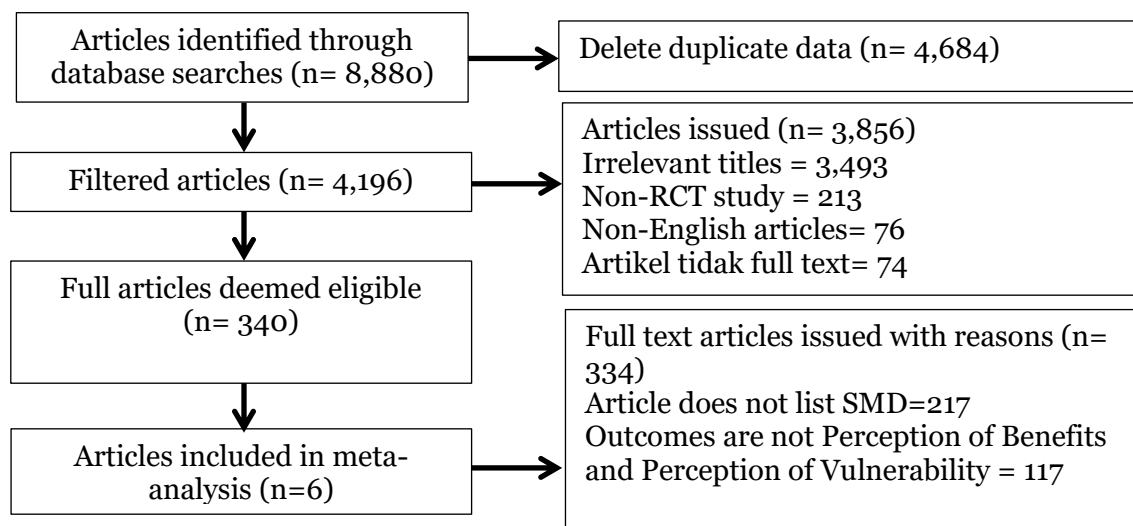 Articles identified through
database searches (n= 8,880)
Delete duplicate data (n= 4,684)
Filtered articles (n= 4,196)
Articles issued (n= 3,856)
Irrelevant titles = 3,493
Non-RCT study = 213
Non-English articles= 76
Artikel tidak full text= 74
Full articles deemed eligible
(n= 340)
Full text articles issued with reasons (n=
334)
Article does not list SMD=217
Outcomes are not Perception of Benefits
and Perception of Vulnerability = 117
Articles included in meta-
analysis (n=6)